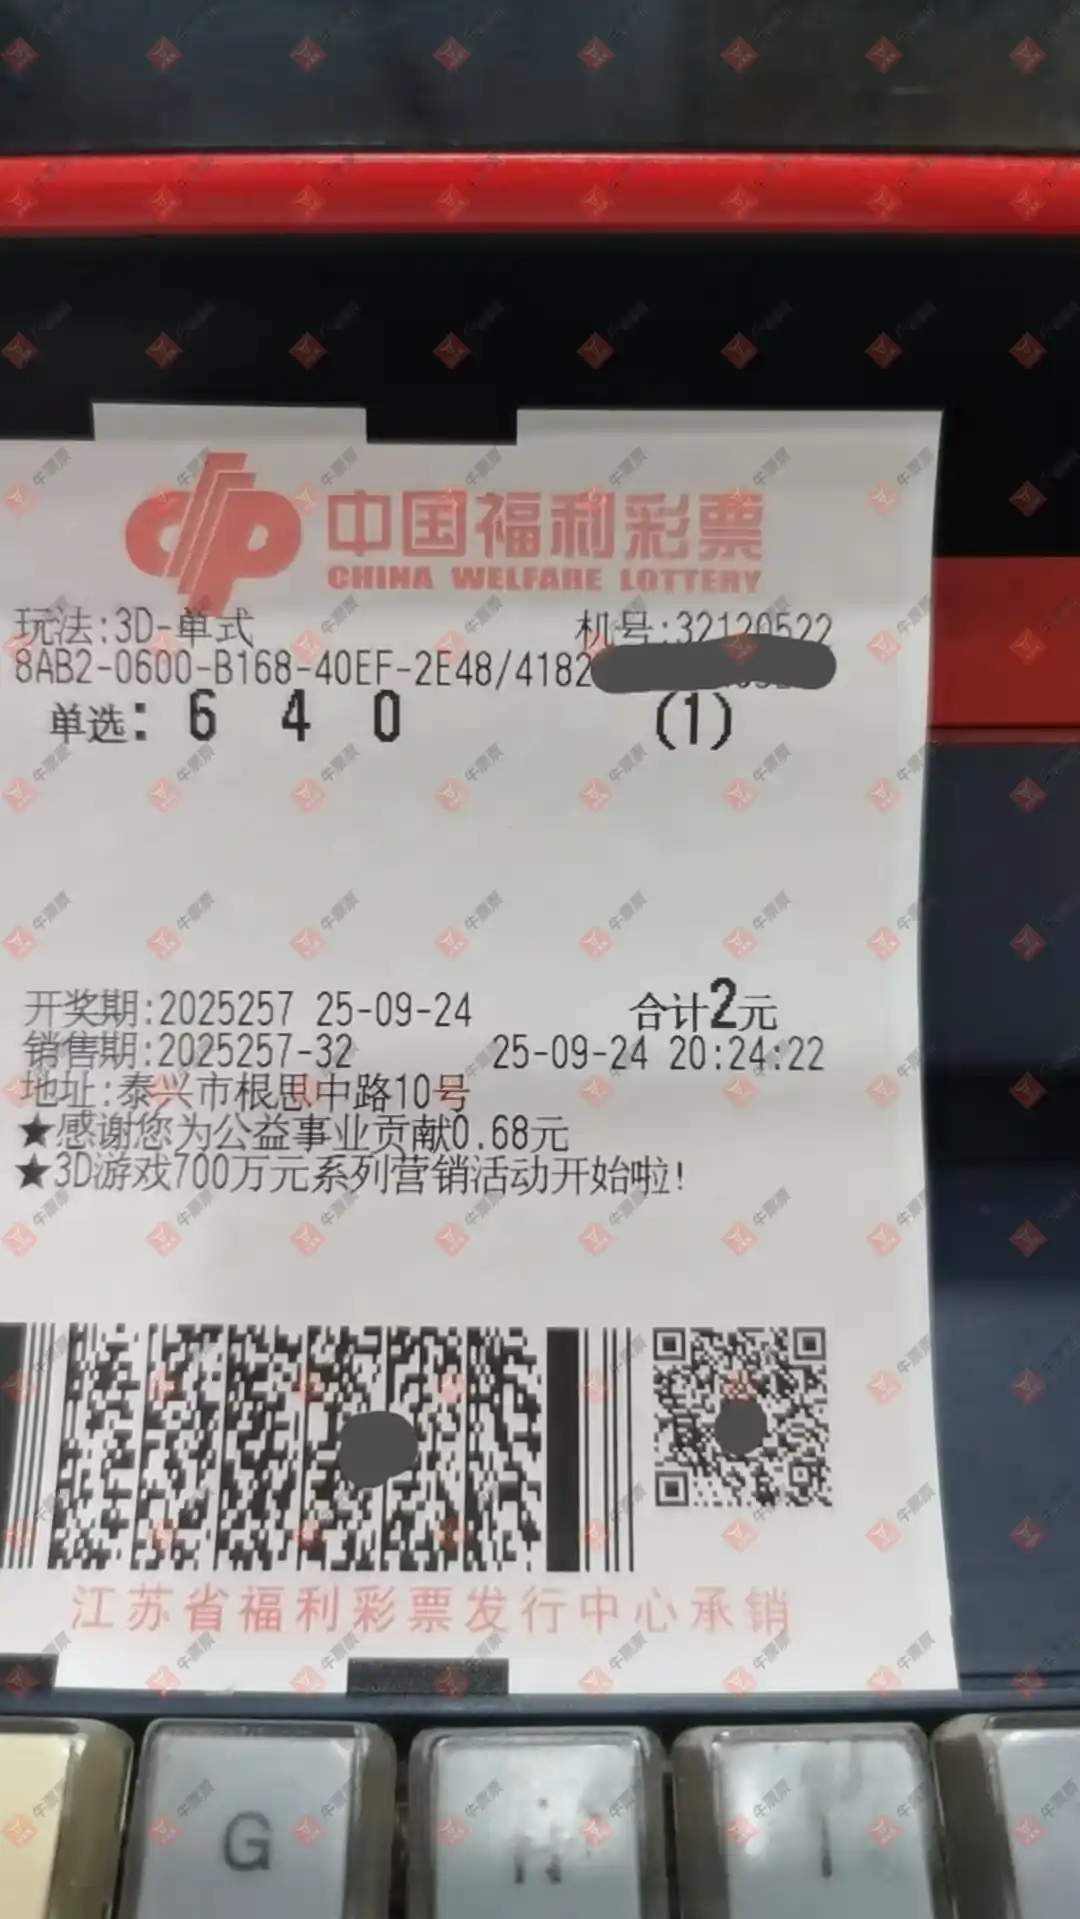 中国福利彩票
CHINA WELFARE LOTTERY
玩法:3D-单式 机号:32120522
8AB2-0600-B168-40EF-2E48/4182
单选: 6 4 0 (1)
开奖期:2025257 25-09-24 合计2元
销售期:2025257-32 25-09-24 20:24:22
地址:泰兴市根思中路10号
★感谢您为公益事业贡献0.68元
★3D游戏700万元系列营销活动开始啦!
江苏省福利彩票发行中心承销
G
牛票票